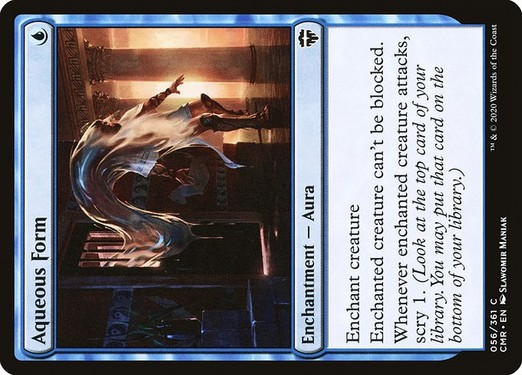 Aqueous Form
Enchantment — Aura
Enchant creature
Enchanted creature can't be blocked.
Whenever enchanted creature attacks,
scry 1. (Look at the top card of your
library. You may put that card on the
bottom of your library.)
056/361 C
CMR • EN SLAWOMIR MANIAK
™ & © 2020 Wizards of the Coast